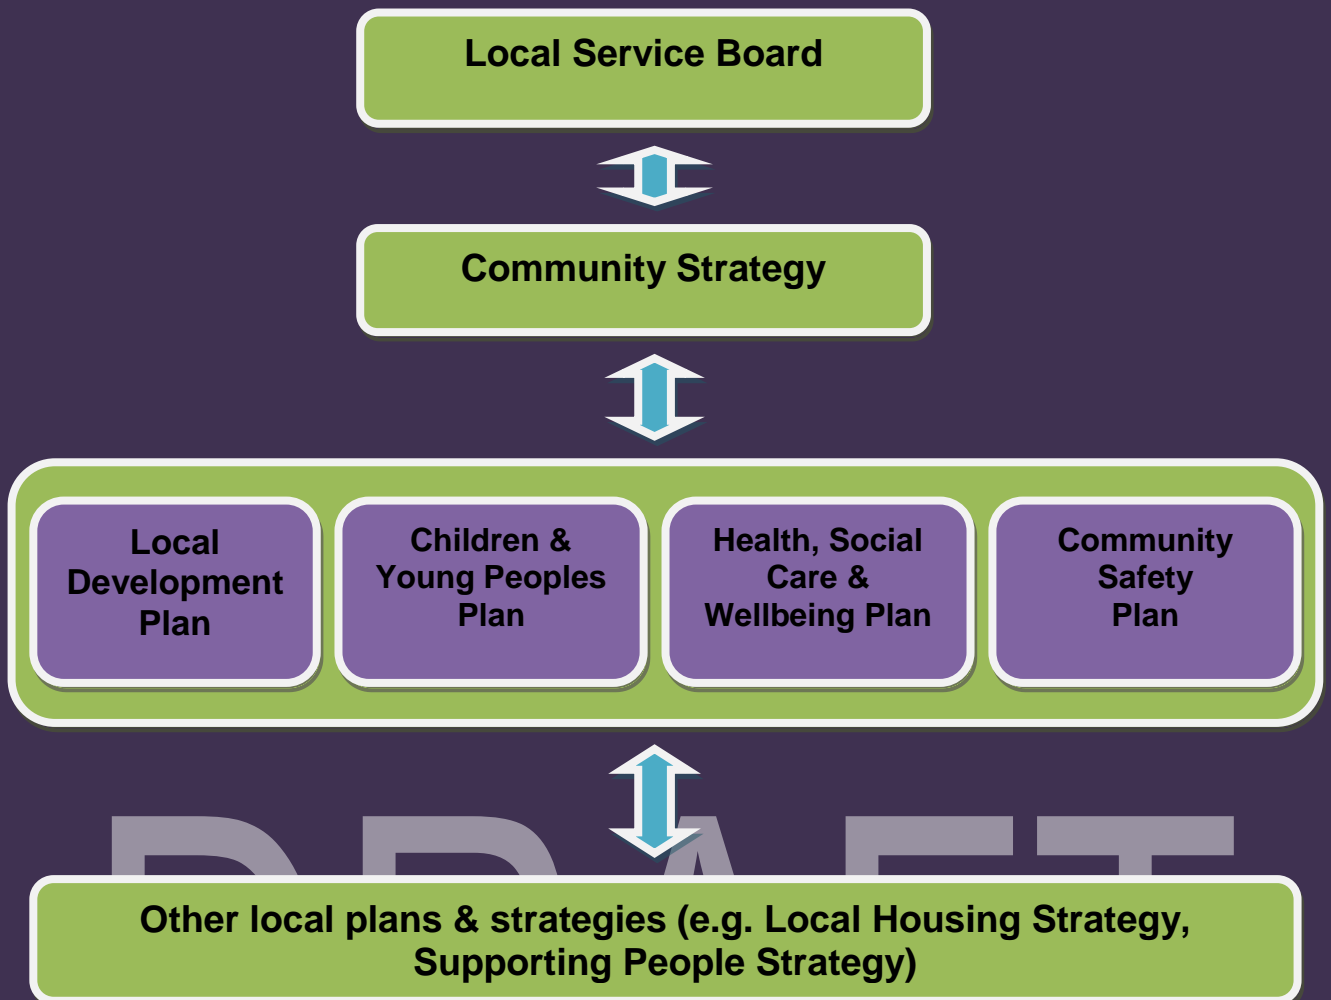 Local Service Board
Community Strategy
Local
Development
Plan
Children &
Young Peoples
Plan
Health, Social
Care &
Wellbeing Plan
Community
Safety
Plan
DRAFT
Other local plans & strategies (e.g. Local Housing Strategy,
Supporting People Strategy)